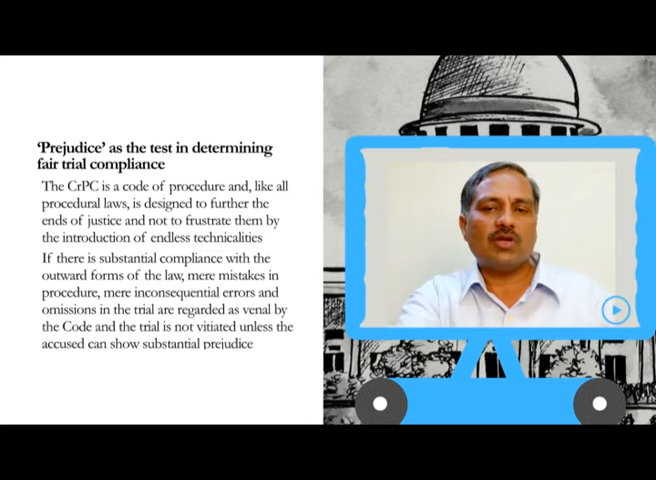 ‘Prejudice’ as the test in determining
fair trial compliance
The CrPC is a code of procedure and, like all
procedural laws, is designed to further the
ends of justice and not to frustrate them by
the introduction of endless technicalities
If there is substantial compliance with the
outward forms of the law, mere mistakes in
procedure, mere inconsequential errors and
omissions in the trial are regarded as venal by
the Code and the trial is not vitiated unless the
accused can show substantial prejudice